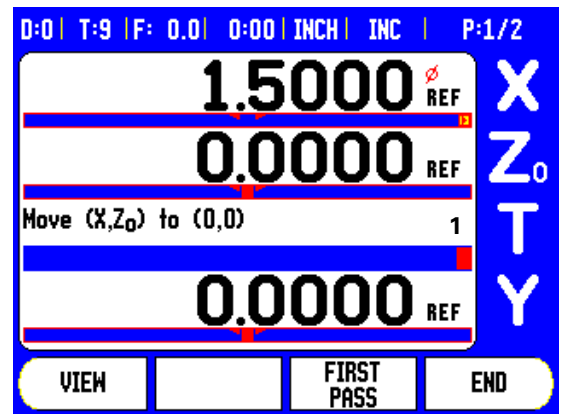 D:0 | T:9 | F: 0.0 | 0:00 | INCH | INC | P:1/2
1.5000 Ø REF X
0.0000 REF Z₀
Move (X,Z₀) to (0,0) 1 T
0.0000 REF Y
VIEW FIRST PASS END